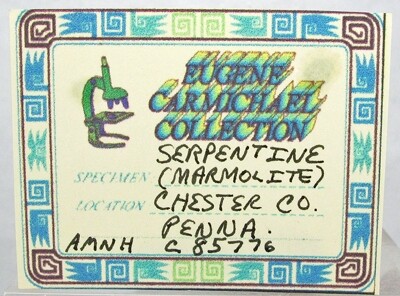 EUGENE
CARMICHAEL
COLLECTION
SERPENTINE
SPECIMEN (MARMOLITE)
LOCATION CHESTER CO.
PENNA.
AMNH C 85776